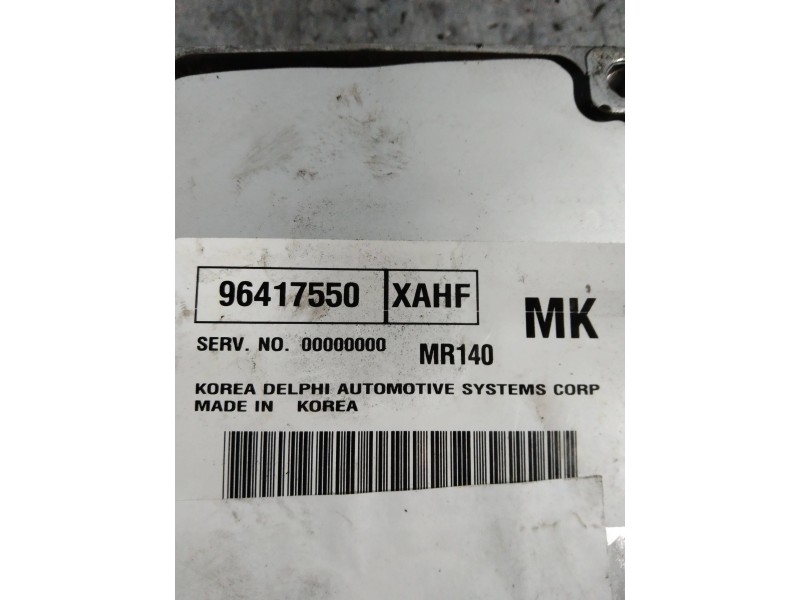 96417550 XAHF MK
SERV. NO. 00000000 MR140
KOREA DELPHI AUTOMOTIVE SYSTEMS CORP
MADE IN KOREA